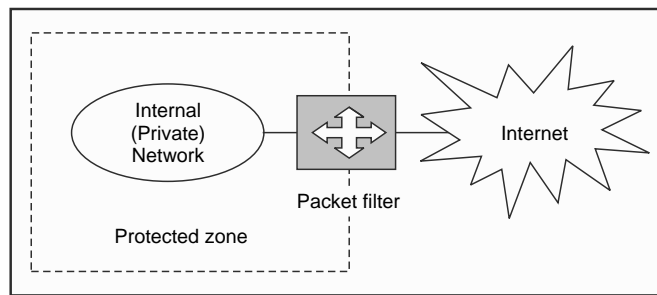 Internal
(Private)
Network
Internet
Packet filter
Protected zone